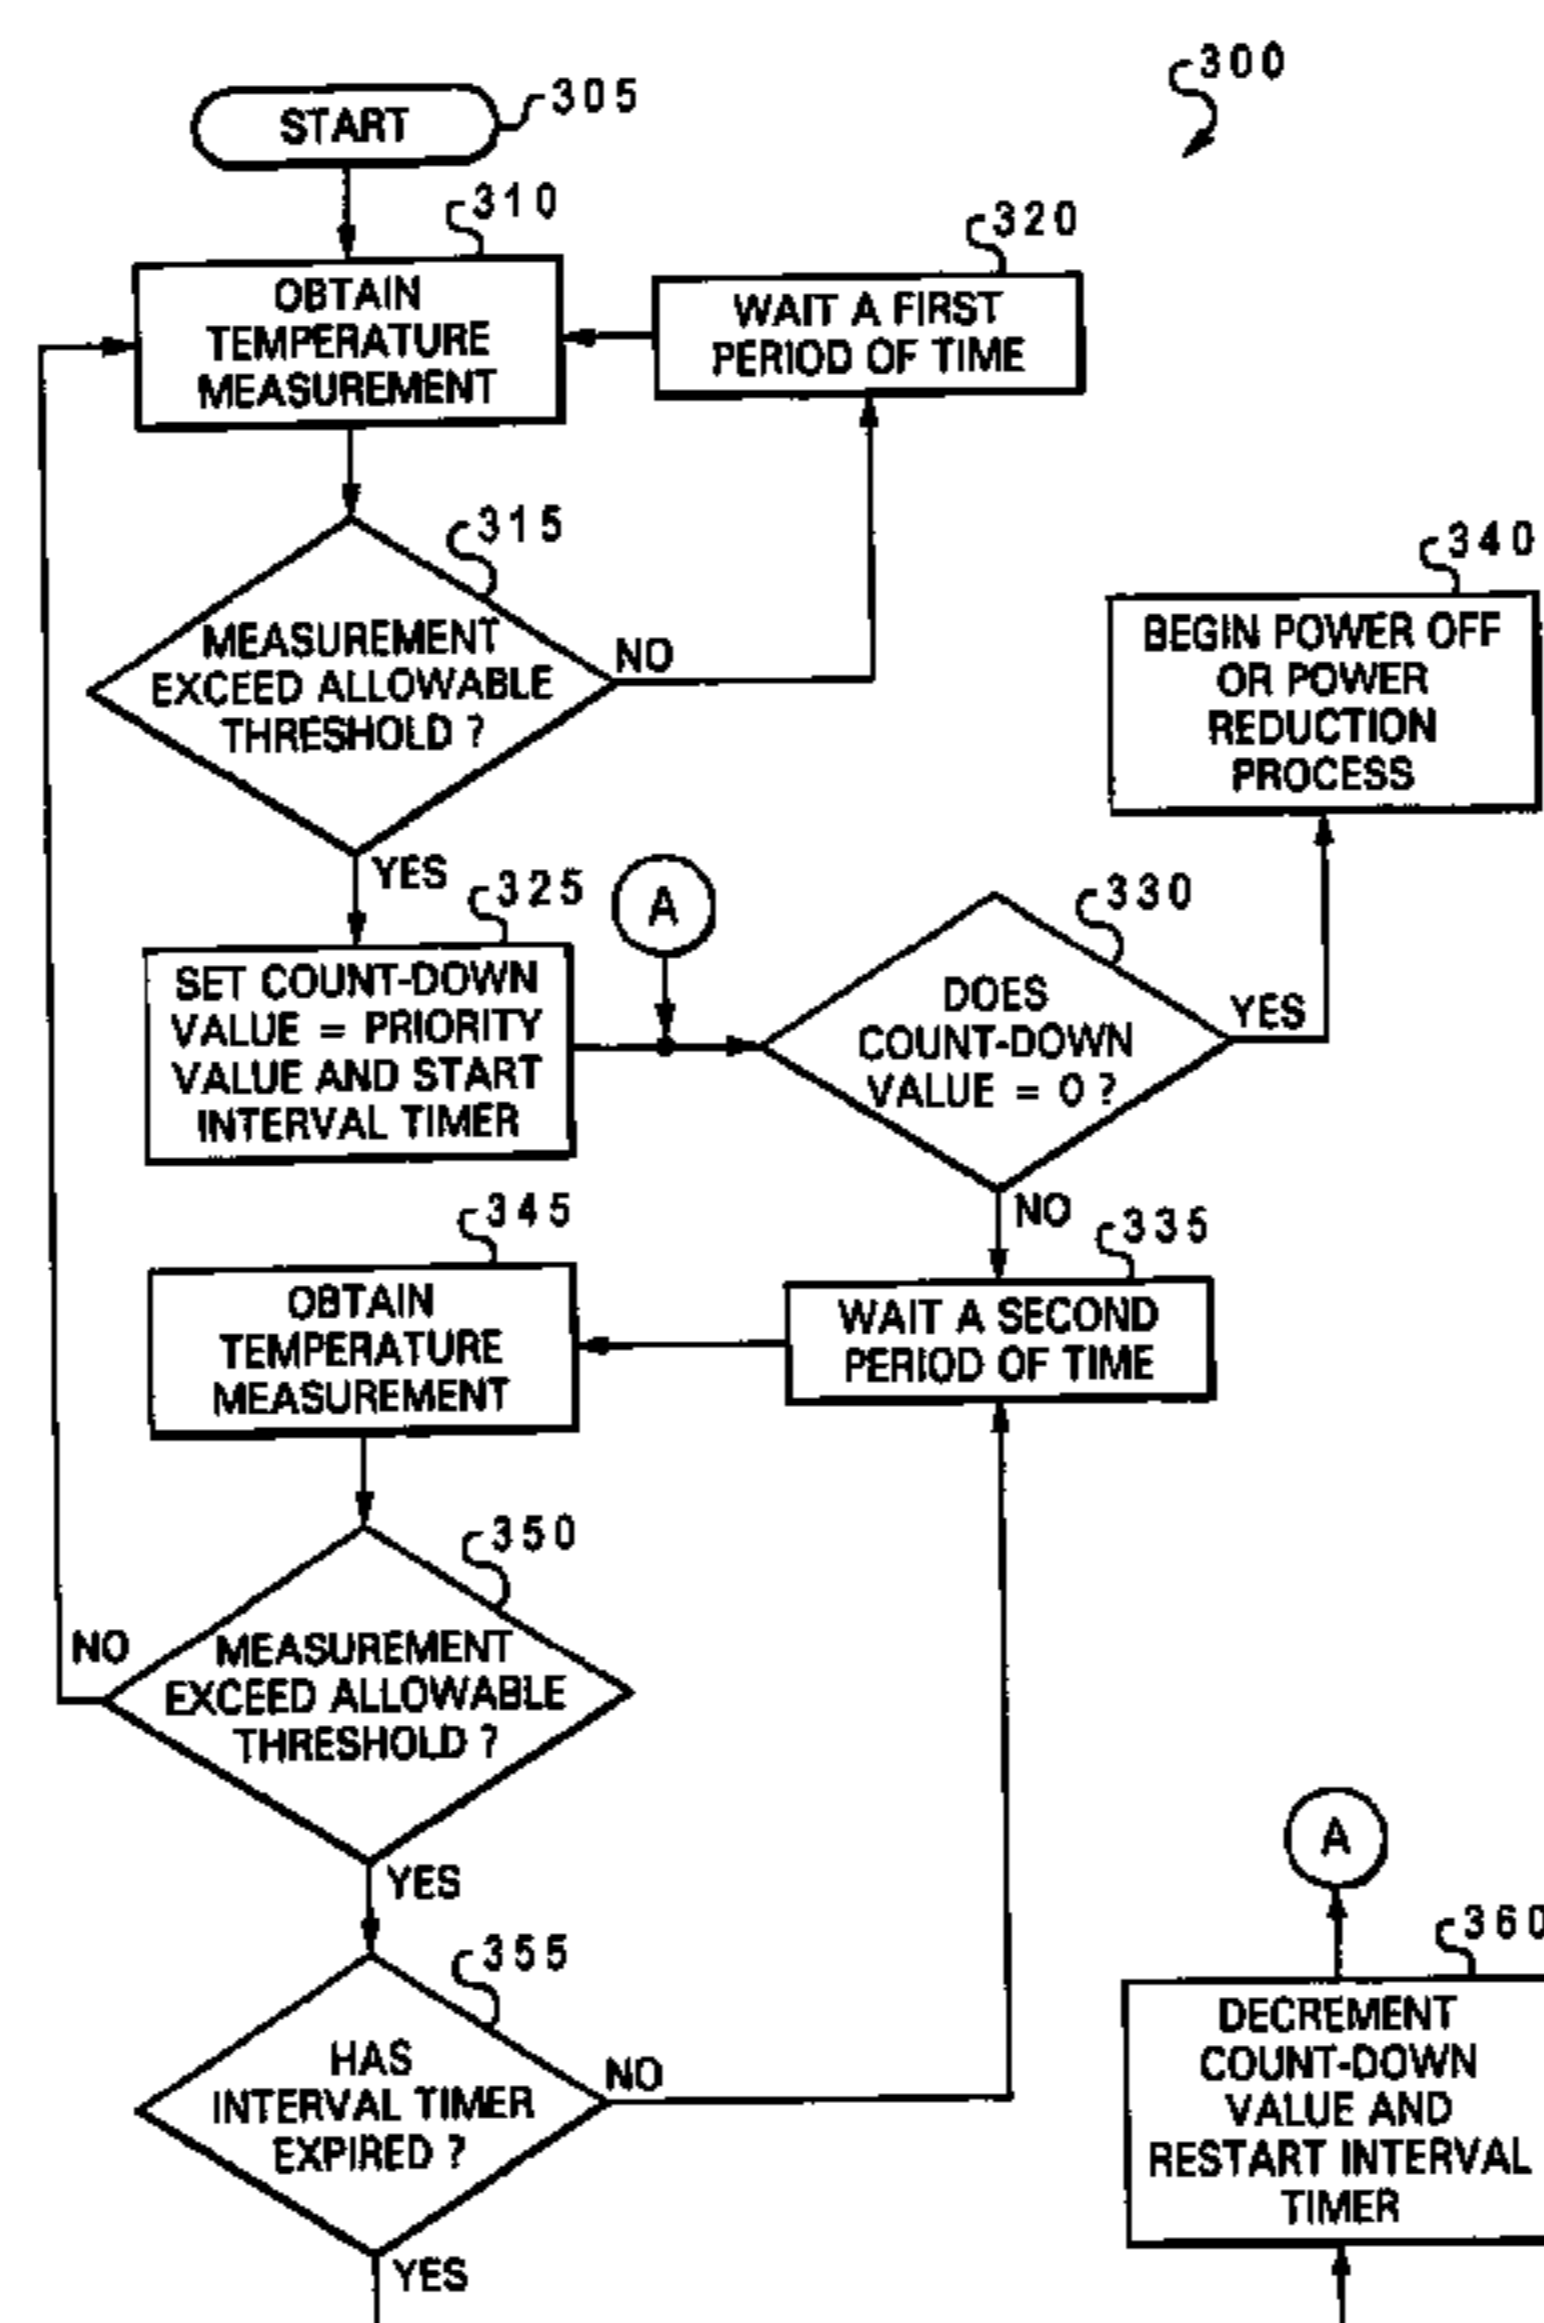 300
305
START
310
OBTAIN
TEMPERATURE
MEASUREMENT
320
WAIT A FIRST
PERIOD OF TIME
315
MEASUREMENT
EXCEED ALLOWABLE
THRESHOLD ?
NO
YES
340
BEGIN POWER OFF
OR POWER
REDUCTION
PROCESS
325
SET COUNT-DOWN
VALUE = PRIORITY
VALUE AND START
INTERVAL TIMER
A
330
DOES
COUNT-DOWN
VALUE = 0 ?
YES
NO
335
WAIT A SECOND
PERIOD OF TIME
345
OBTAIN
TEMPERATURE
MEASUREMENT
350
MEASUREMENT
EXCEED ALLOWABLE
THRESHOLD ?
NO
YES
355
HAS
INTERVAL TIMER
EXPIRED ?
NO
YES
A
360
DECREMENT
COUNT-DOWN
VALUE AND
RESTART INTERVAL
TIMER